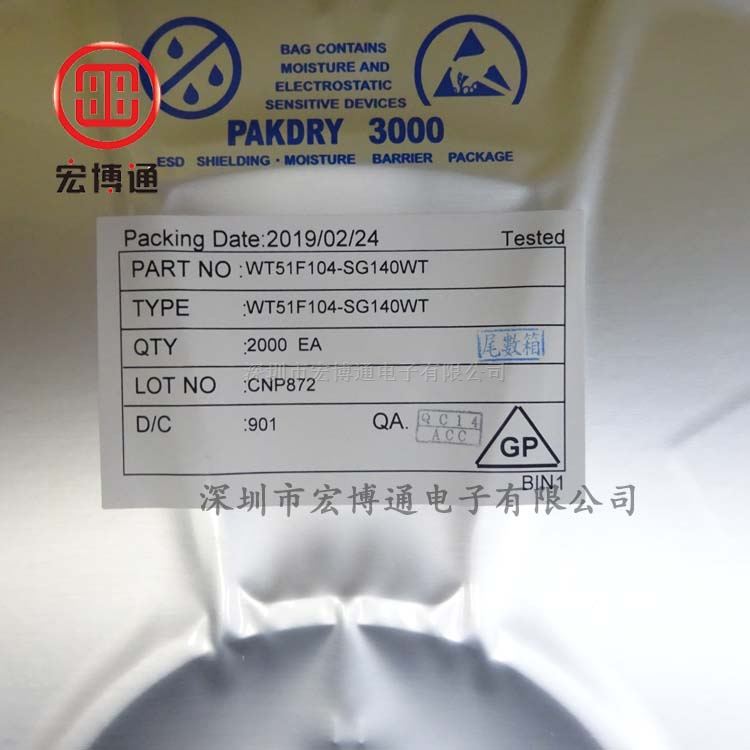 BAG CONTAINS
MOISTURE AND
ELECTROSTATIC
SENSITIVE DEVICES
PAKDRY 3000
ESD SHIELDING · MOISTURE BARRIER PACKAGE
宏博通
Packing Date:2019/02/24 Tested
PART NO :WT51F104-SG140WT
TYPE :WT51F104-SG140WT
QTY :2000 EA 尾數箱
深圳市宏博通电子有限公司
LOT NO :CNP872
D/C :901 QA. QC14
ACC
GP
BIN1
深圳市宏博通电子有限公司